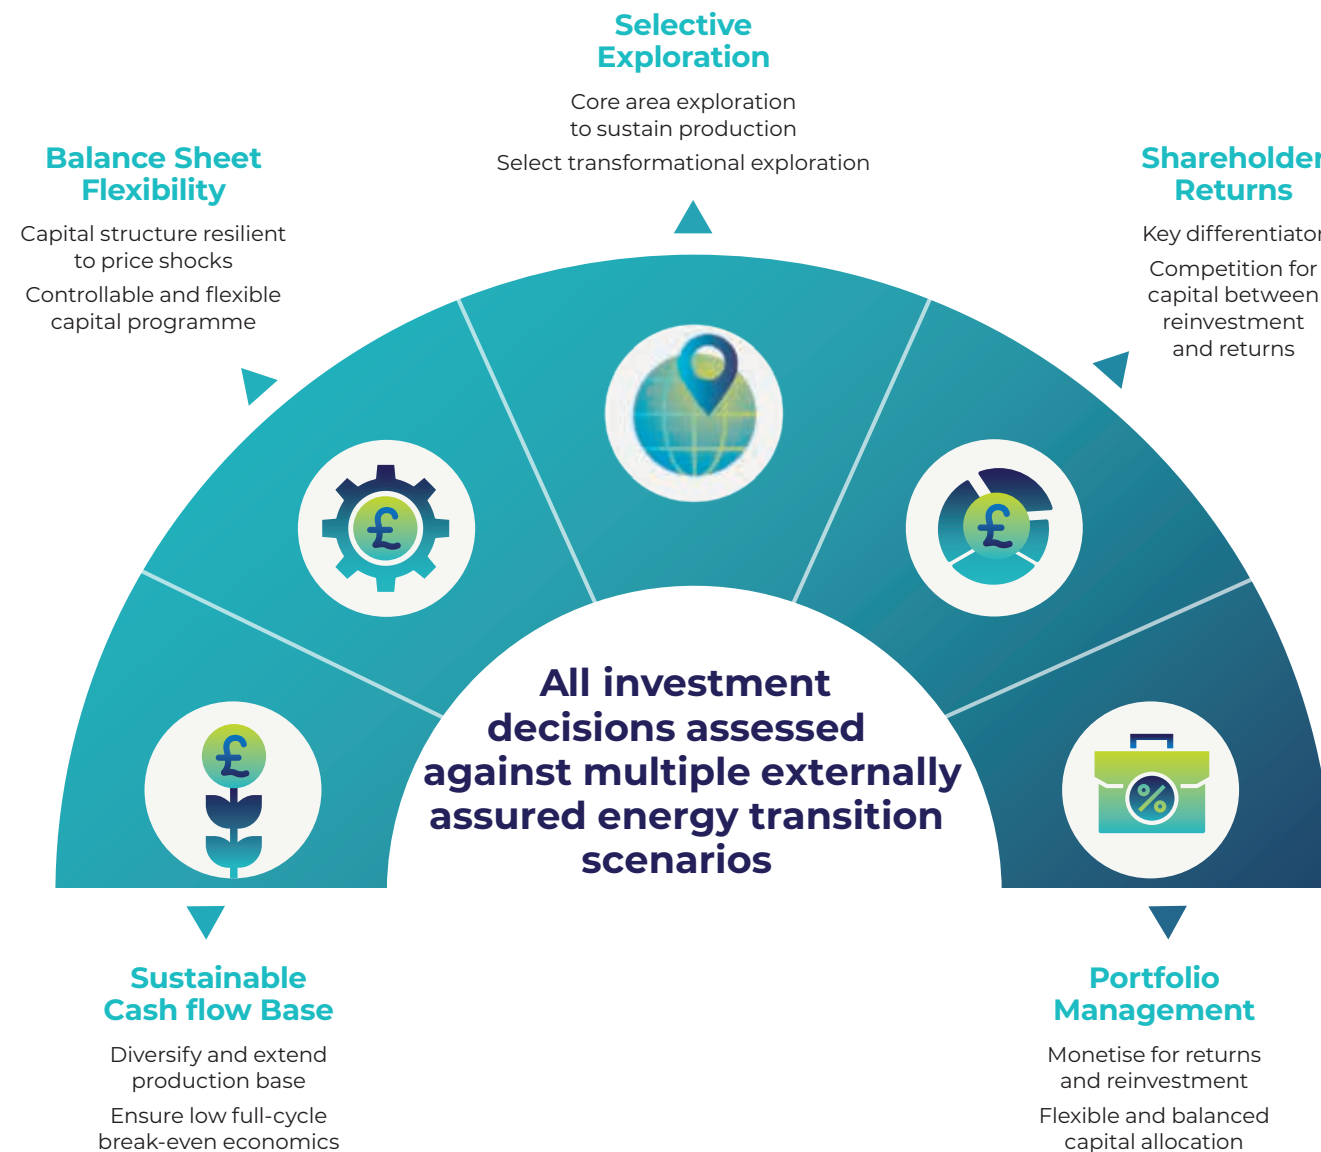 Selective
Exploration
Core area exploration
to sustain production
Select transformational exploration
Balance Sheet
Flexibility
Capital structure resilient
to price shocks
Controllable and flexible
capital programme
Shareholder
Returns
Key differentiator
Competition for
capital between
reinvestment
and returns
£
£
£
%
All investment
decisions assessed
against multiple externally
assured energy transition
scenarios
Sustainable
Cash flow Base
Diversify and extend
production base
Ensure low full-cycle
break-even economics
Portfolio
Management
Monetise for returns
and reinvestment
Flexible and balanced
capital allocation